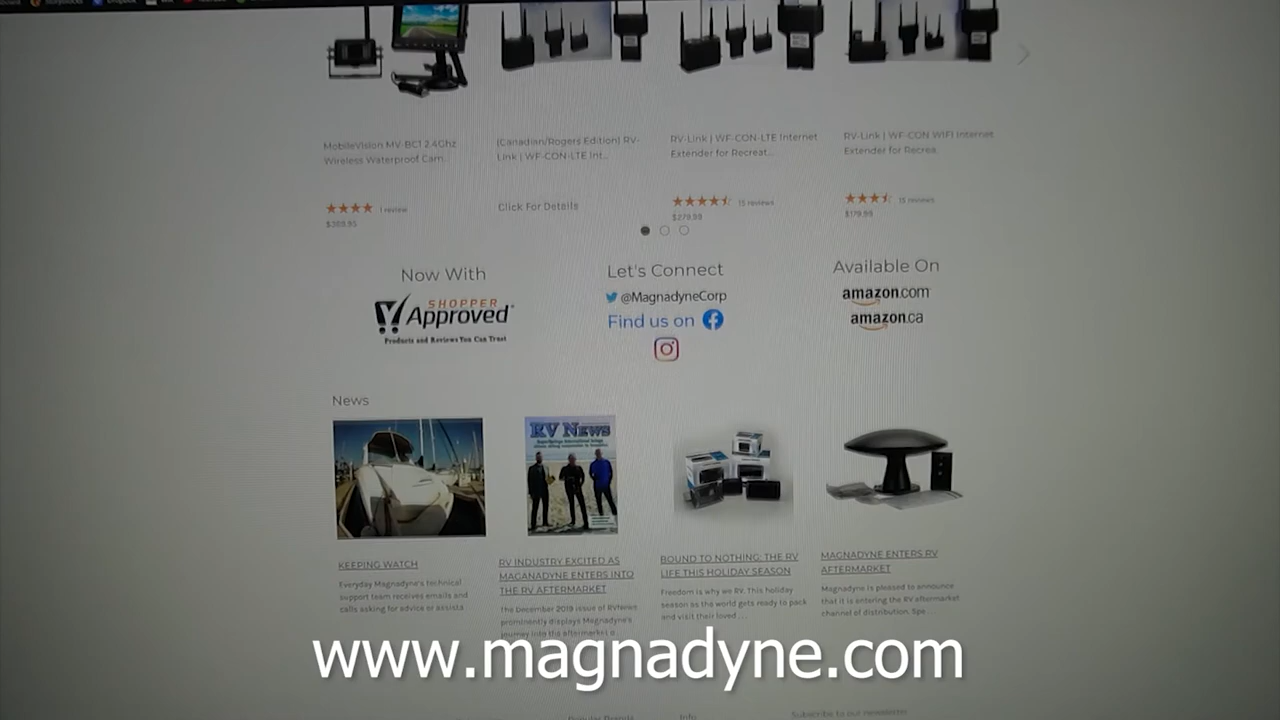 MobileVision MV-BC1 2.4Ghz
Wireless Waterproof Cam...
(Canadian/Rogers Edition) RV-
Link | WF-CON-LTE Int...
RV-Link | WF-CON-LTE Internet
Extender for Recreat...
RV-Link | WF-CON WIFI Internet
Extender for Recrea...
1 review
$369.95
Click For Details
15 reviews
$279.99
15 reviews
$179.99
Now With
SHOPPER
Approved
Products and Reviews You Can Trust
Let's Connect
@MagnadyneCorp
Find us on
Available On
amazon.com
amazon.ca
News
RV NEWS
KEEPING WATCH
Everyday Magnadyne's technical
support team receives emails and
calls asking for advice or assista
RV INDUSTRY EXCITED AS
MAGANADYNE ENTERS INTO
THE RV AFTERMARKET
the December 2019 issue of RVNews
prominently displays Magnadyne's
journey into the aftermarket o
BOUND TO NOTHING: THE RV
LIFE THIS HOLIDAY SEASON
Freedom is why we RV. This holiday
season as the world gets ready to pack
and visit their loved ...
MAGNADYNE ENTERS RV
AFTERMARKET
Magnadyne is pleased to announce
that it is entering the RV aftermarket
channel of distribution. Spe...
www.magnadyne.com
Popular Brands
Info
Subscribe to our newsletter